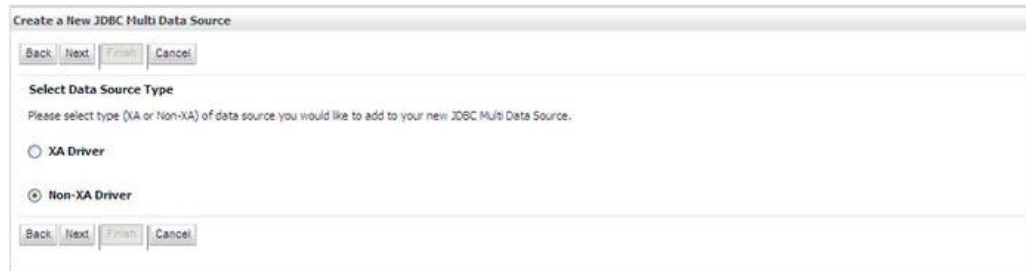 Create a New JDBC Multi Data Source
Back Next Finish Cancel
Select Data Source Type
Please select type (XA or Non-XA) of data source you would like to add to your new JDBC Multi Data Source.
XA Driver
Non-XA Driver
Back Next Finish Cancel